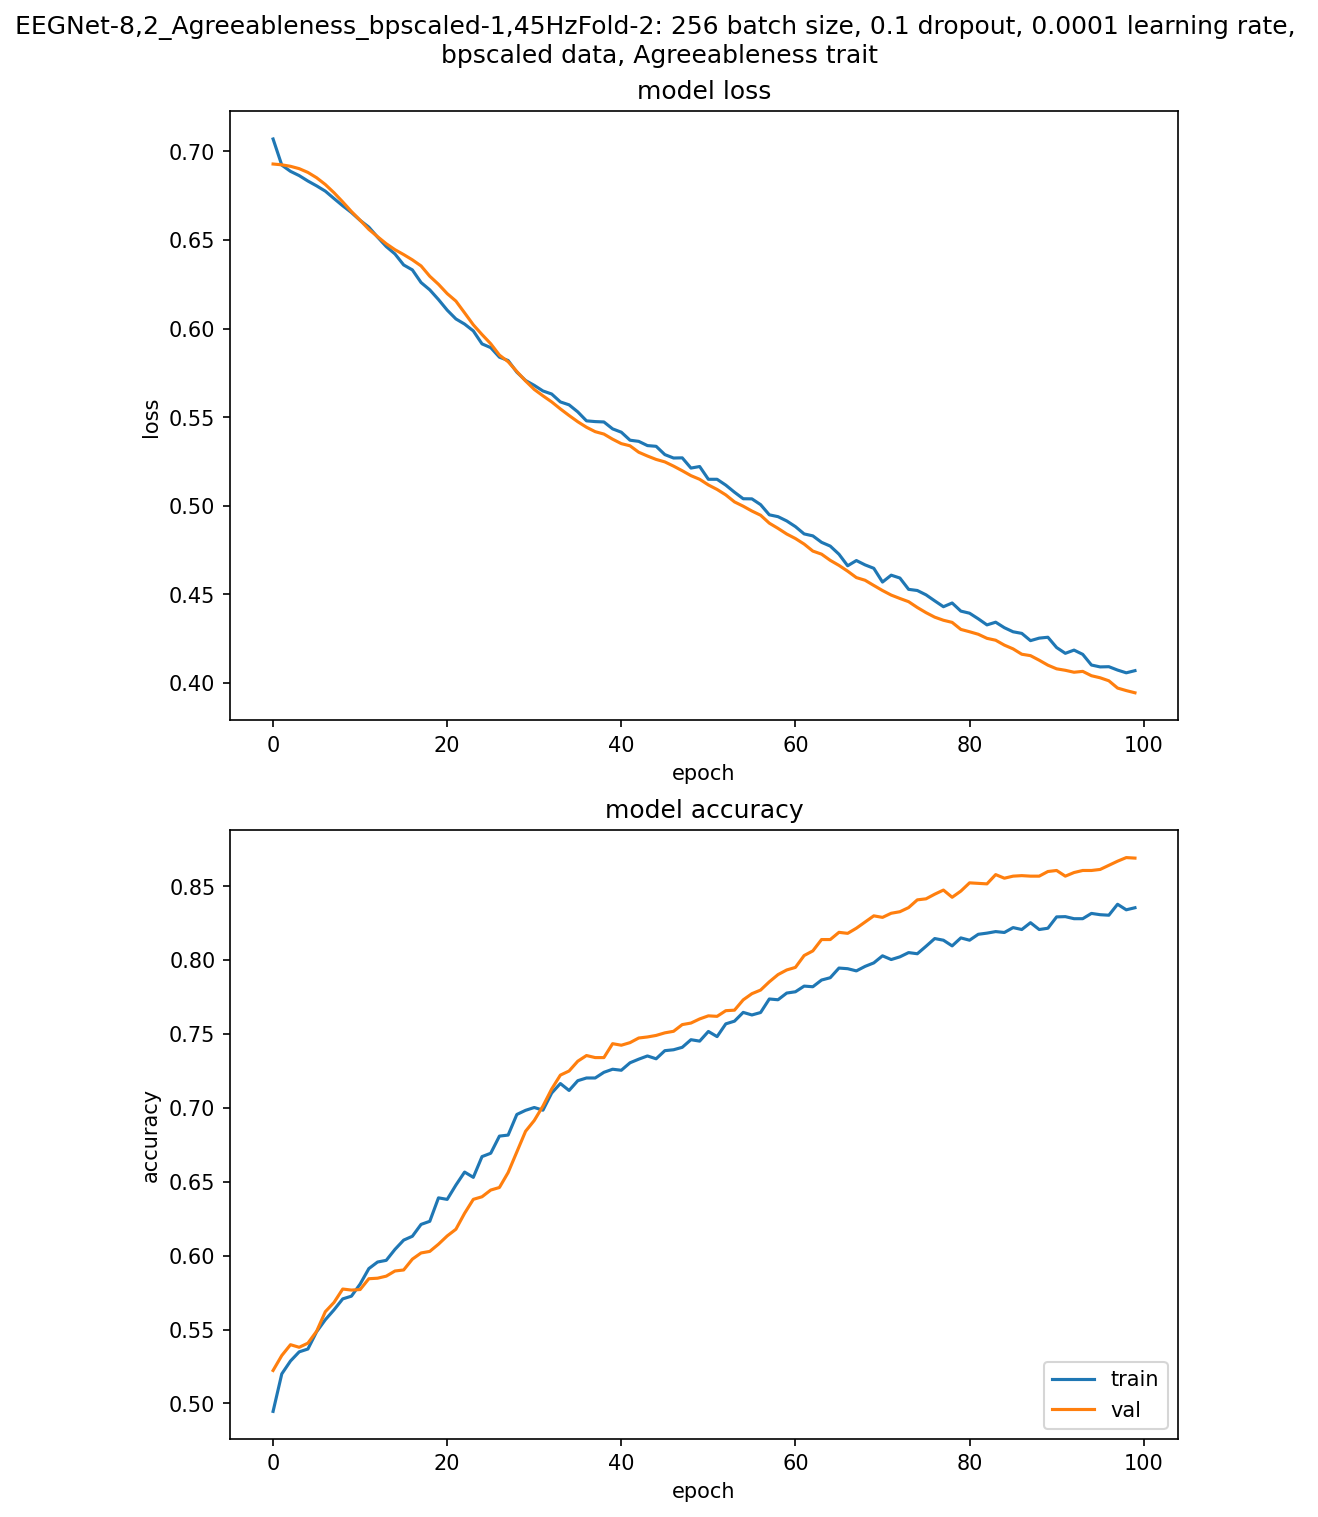 EEGNet-8,2_Agreeableness_bpscaled-1,45HzFold-2: 256 batch size, 0.1 dropout, 0.0001 learning rate,
bpscaled data, Agreeableness trait
model loss
0.70
0.65
0.60
0.55
0.50
0.45
0.40
loss
0 20 40 60 80 100
epoch
model accuracy
0.85
0.80
0.75
0.70
0.65
0.60
0.55
0.50
accuracy
train
val
0 20 40 60 80 100
epoch